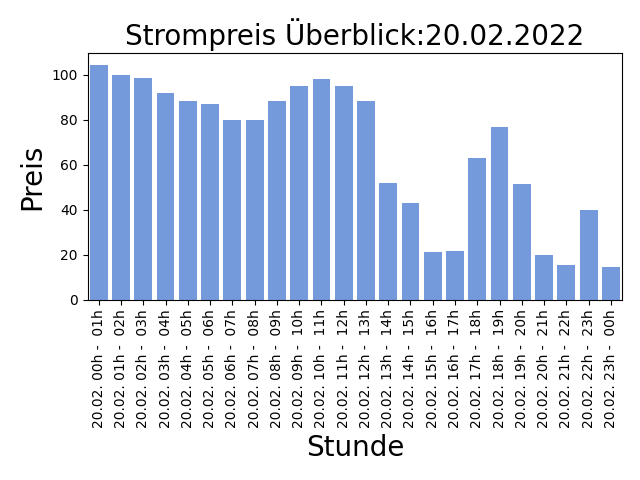 Strompreis Überblick:20.02.2022
Preis
100
80
60
40
20
0
20.02. 00h - 01h
20.02. 01h - 02h
20.02. 02h - 03h
20.02. 03h - 04h
20.02. 04h - 05h
20.02. 05h - 06h
20.02. 06h - 07h
20.02. 07h - 08h
20.02. 08h - 09h
20.02. 09h - 10h
20.02. 10h - 11h
20.02. 11h - 12h
20.02. 12h - 13h
20.02. 13h - 14h
20.02. 14h - 15h
20.02. 15h - 16h
20.02. 16h - 17h
20.02. 17h - 18h
20.02. 18h - 19h
20.02. 19h - 20h
20.02. 20h - 21h
20.02. 21h - 22h
20.02. 22h - 23h
20.02. 23h - 00h
Stunde